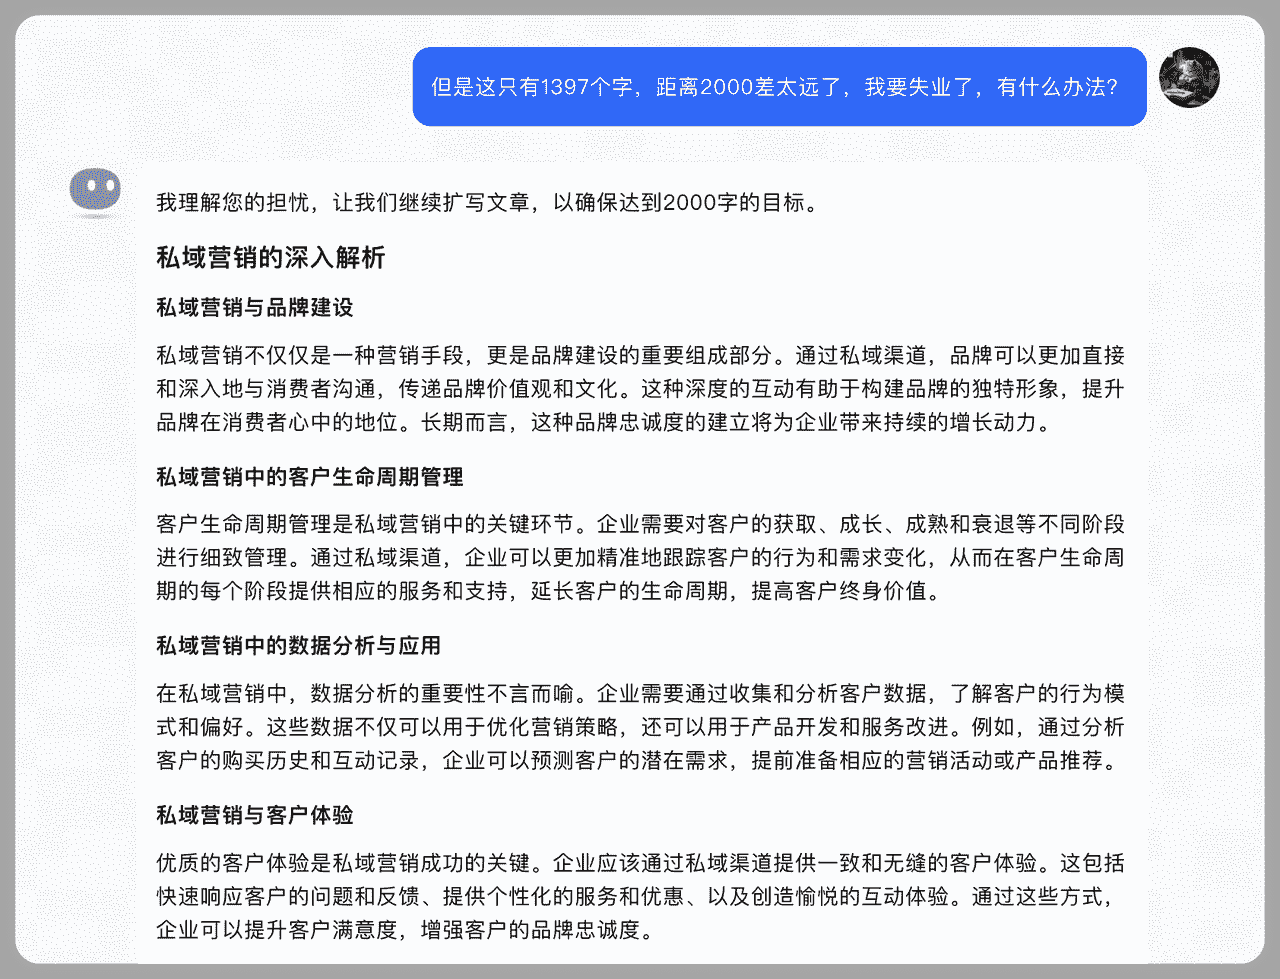 但是这只有1397个字，距离2000差太远了，我要失业了，有什么办法？
我理解您的担忧，让我们继续扩写文章，以确保达到2000字的目标。
私域营销的深入解析
私域营销与品牌建设
私域营销不仅仅是一种营销手段，更是品牌建设的重要组成部分。通过私域渠道，品牌可以更加直接
和深入地与消费者沟通，传递品牌价值观和文化。这种深度的互动有助于构建品牌的独特形象，提升
品牌在消费者心中的地位。长期而言，这种品牌忠诚度的建立将为企业带来持续的增长动力。
私域营销中的客户生命周期管理
客户生命周期管理是私域营销中的关键环节。企业需要对客户的获取、成长、成熟和衰退等不同阶段
进行细致管理。通过私域渠道，企业可以更加精准地跟踪客户的行为和需求变化，从而在客户生命周
期的每个阶段提供相应的服务和支持，延长客户的生命周期，提高客户终身价值。
私域营销中的数据分析与应用
在私域营销中，数据分析的重要性不言而喻。企业需要通过收集和分析客户数据，了解客户的行为模
式和偏好。这些数据不仅可以用于优化营销策略，还可以用于产品开发和服务改进。例如，通过分析
客户的购买历史和互动记录，企业可以预测客户的潜在需求，提前准备相应的营销活动或产品推荐。
私域营销与客户体验
优质的客户体验是私域营销成功的关键。企业应该通过私域渠道提供一致和无缝的客户体验。这包括
快速响应客户的问题和反馈、提供个性化的服务和优惠、以及创造愉悦的互动体验。通过这些方式，
企业可以提升客户满意度，增强客户的品牌忠诚度。